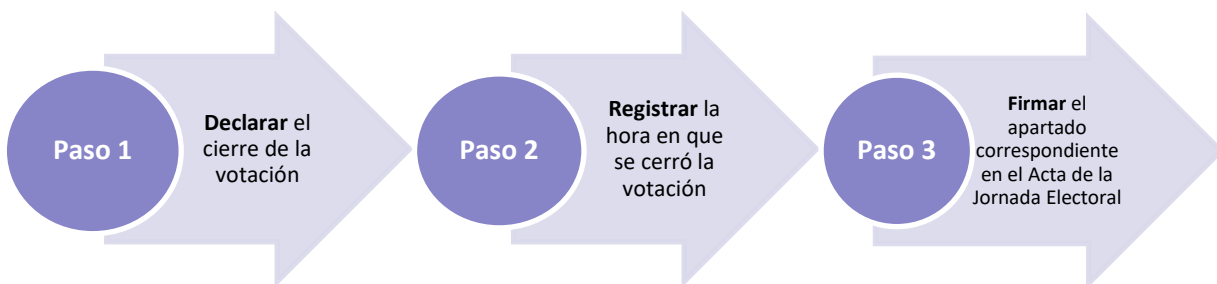 Paso 1
Declarar el
cierre de la
votación
Paso 2
Registrar la
hora en que
se cerró la
votación
Paso 3
Firmar el
apartado
correspondiente
en el Acta de la
Jornada Electoral